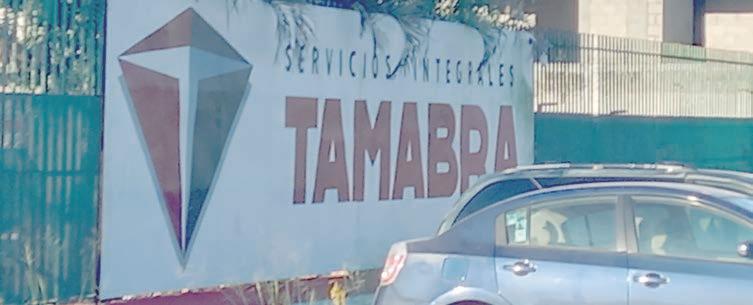 SERVICIOS INTEGRALES
TAMABRA